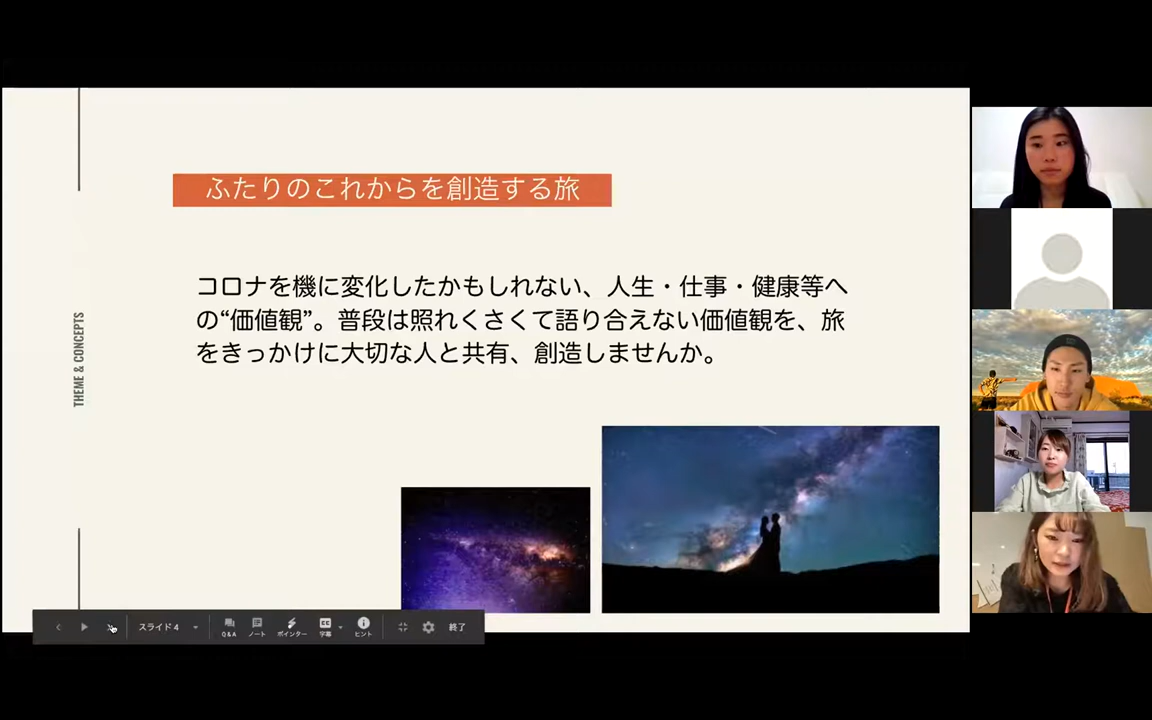 ふたりのこれからを創造する旅
コロナを機に変化したかもしれない、人生・仕事・健康等へ
の“価値観”。普段は照れくさくて語り合えない価値観を、旅
をきっかけに大切な人と共有、創造しませんか。
THEME & CONCEPTS
スライド 4
Q&A
ノート
ポインター
字幕
ヒント
終了